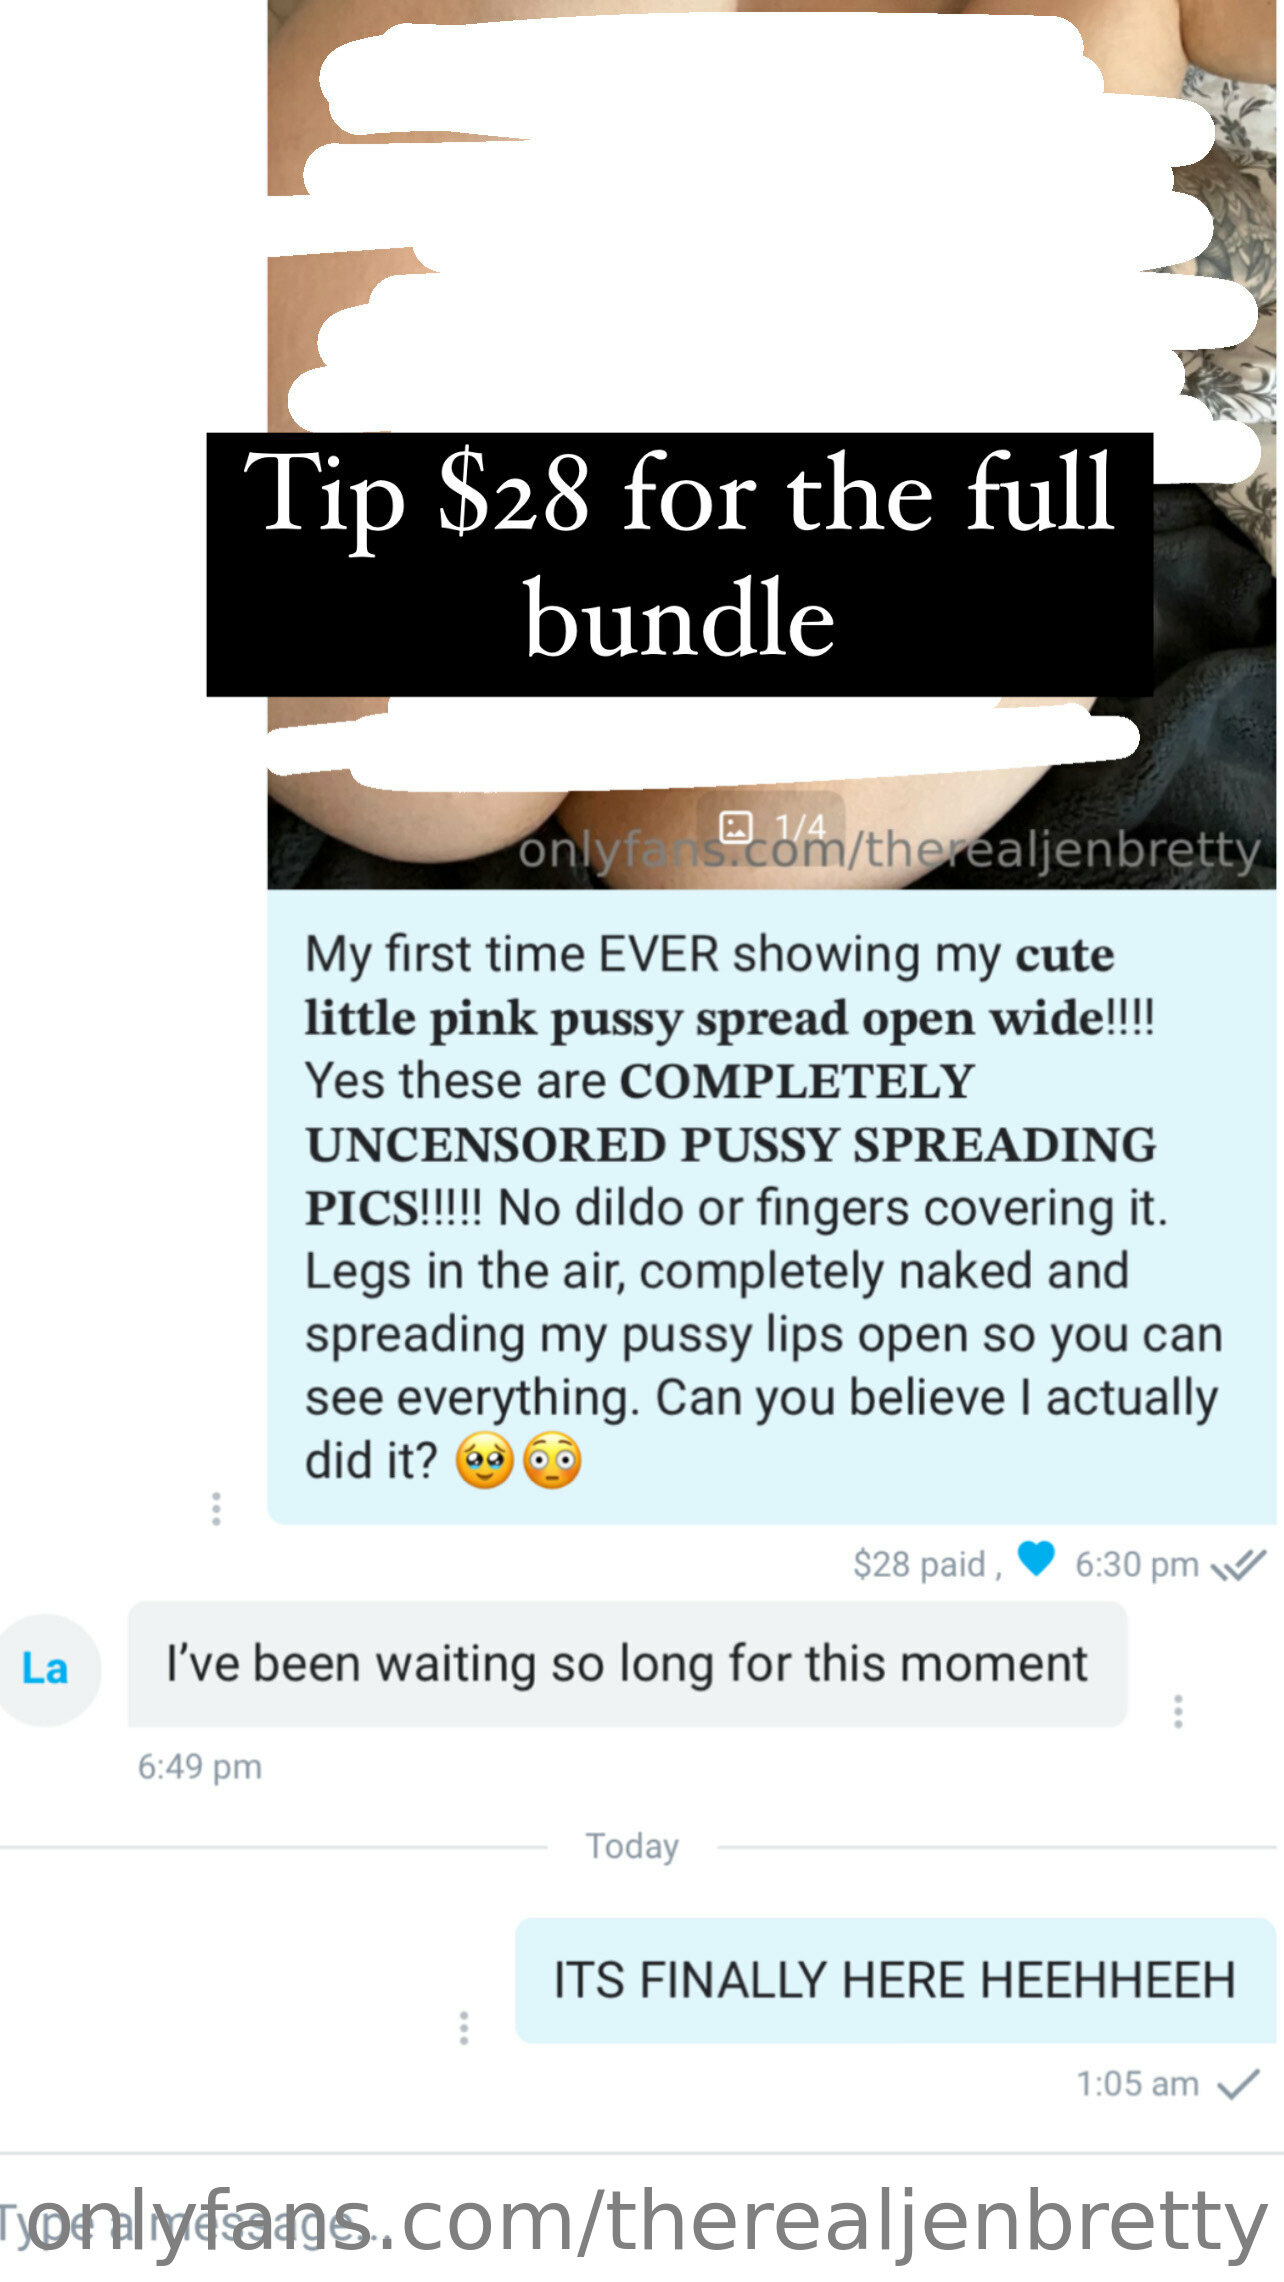 Tip $28 for the full
bundle
1/4
onlyfans.com/therealjenbretty
My first time EVER showing my cute
little pink pussy spread open wide!!!!
Yes these are COMPLETELY
UNCENSORED PUSSY SPREADING
PICS!!!!! No dildo or fingers covering it.
Legs in the air, completely naked and
spreading my pussy lips open so you can
see everything. Can you believe I actually
did it? 🥹😳
$28 paid , 6:30 pm
La
I’ve been waiting so long for this moment
6:49 pm
Today
ITS FINALLY HERE HEEHHEEH
1:05 am
Type a message...
onlyfans.com/therealjenbretty